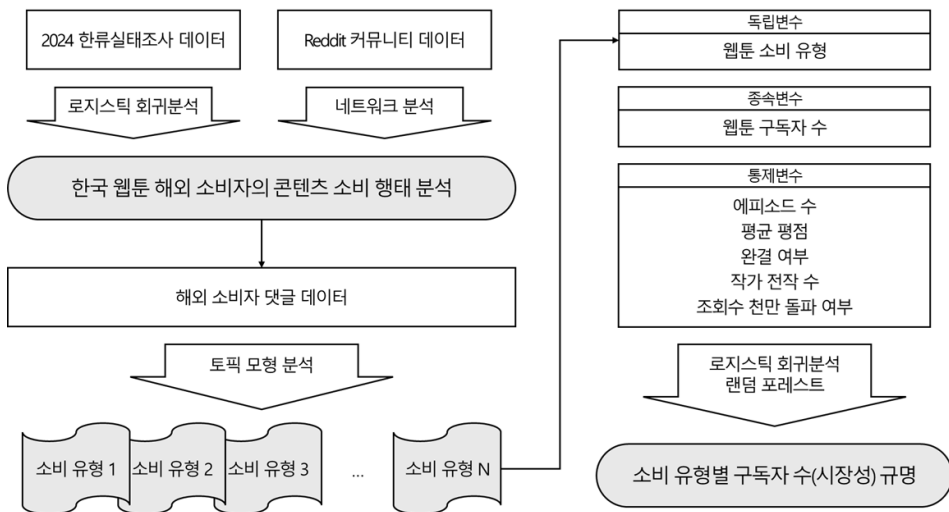 2024 한류실태조사 데이터
Reddit 커뮤니티 데이터
로지스틱 회귀분석
네트워크 분석
한국 웹툰 해외 소비자의 콘텐츠 소비 행태 분석
해외 소비자 댓글 데이터
토픽 모형 분석
소비 유형 1
소비 유형 2
소비 유형 3
...
소비 유형 N
독립변수
웹툰 소비 유형
종속변수
웹툰 구독자 수
통제변수
에피소드 수
평균 평점
완결 여부
작가 전작 수
조회수 천만 돌파 여부
로지스틱 회귀분석
랜덤 포레스트
소비 유형별 구독자 수(시장성) 규명